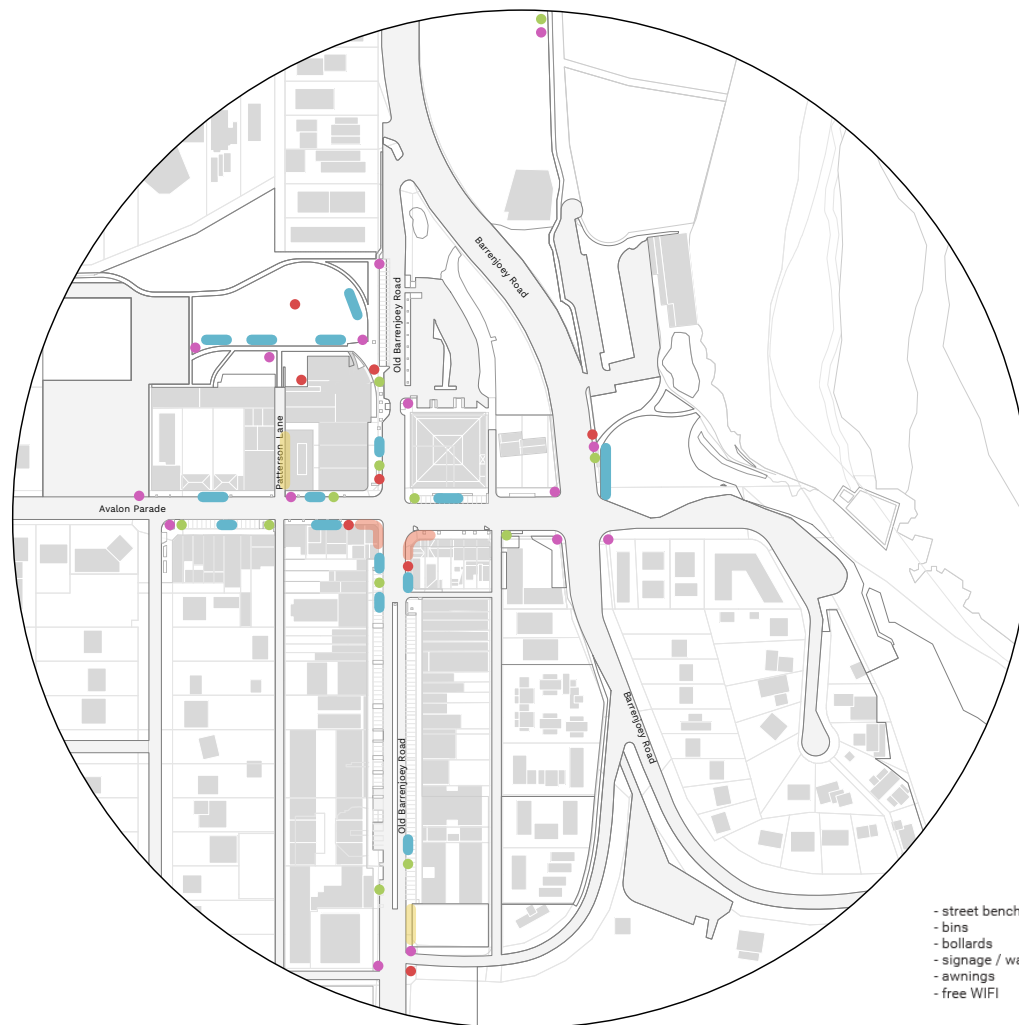 Barrenjoey Road
Old Barrenjoey Road
Patterson Lane
Avalon Parade
Barrenjoey Road
Old Barrenjoey Road
- street bench
- bins
- bollards
- signage / wa
- awnings
- free WIFI